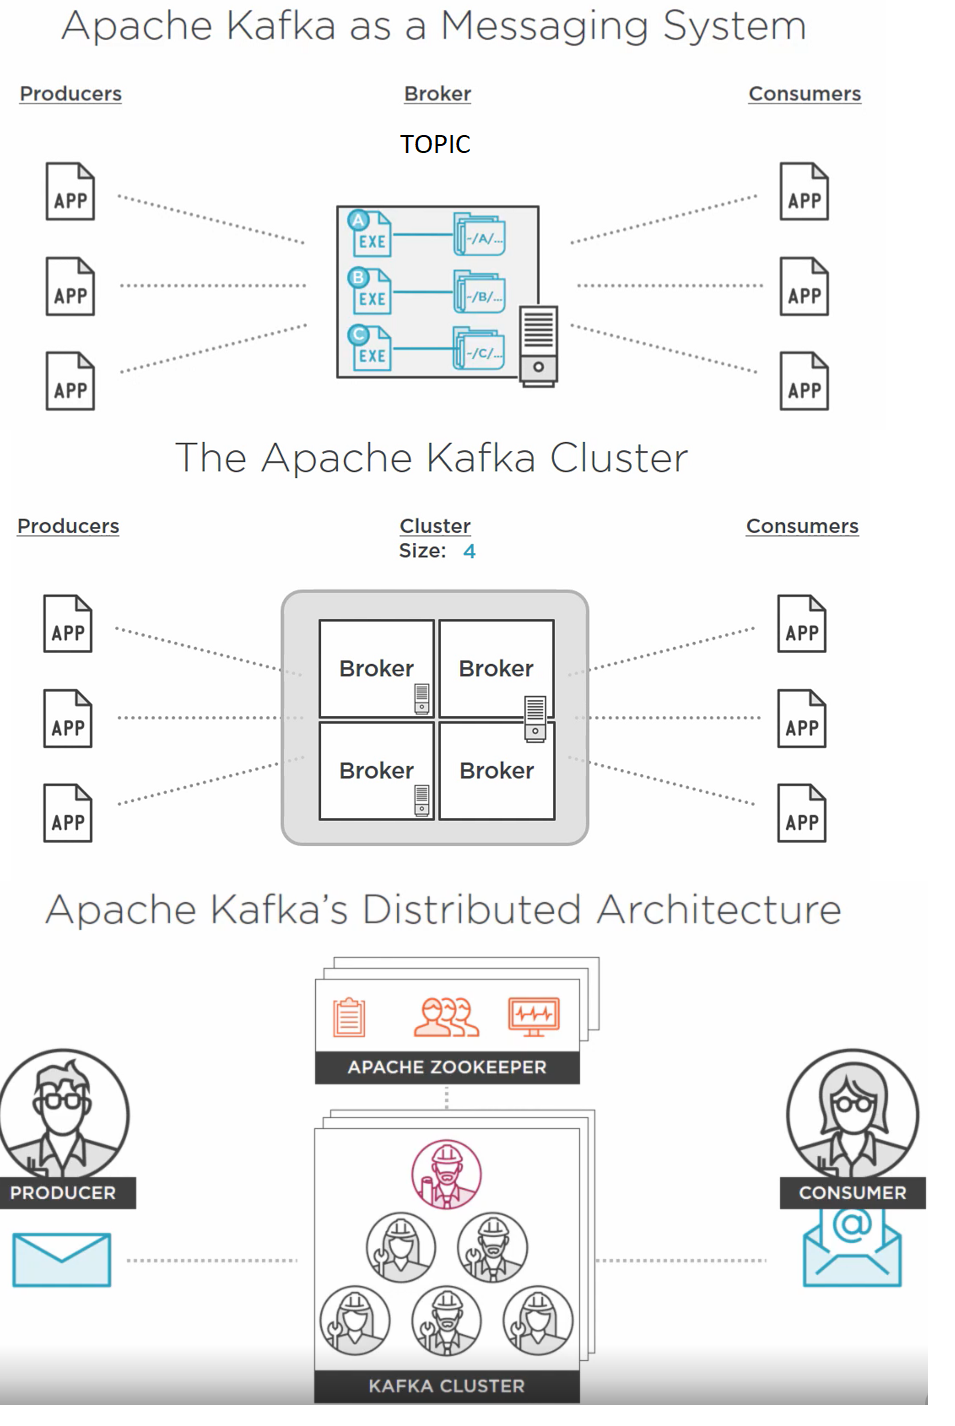 Apache Kafka as a Messaging System
Producers Broker Consumers
TOPIC
APP APP
A EXE -/A/...
APP APP
B EXE -/B/...
C EXE -/C/...
APP APP
The Apache Kafka Cluster
Producers Cluster Consumers
Size: 4
APP APP
Broker Broker
APP APP
Broker Broker
APP APP
Apache Kafka's Distributed Architecture
APACHE ZOOKEEPER
PRODUCER CONSUMER
@
KAFKA CLUSTER